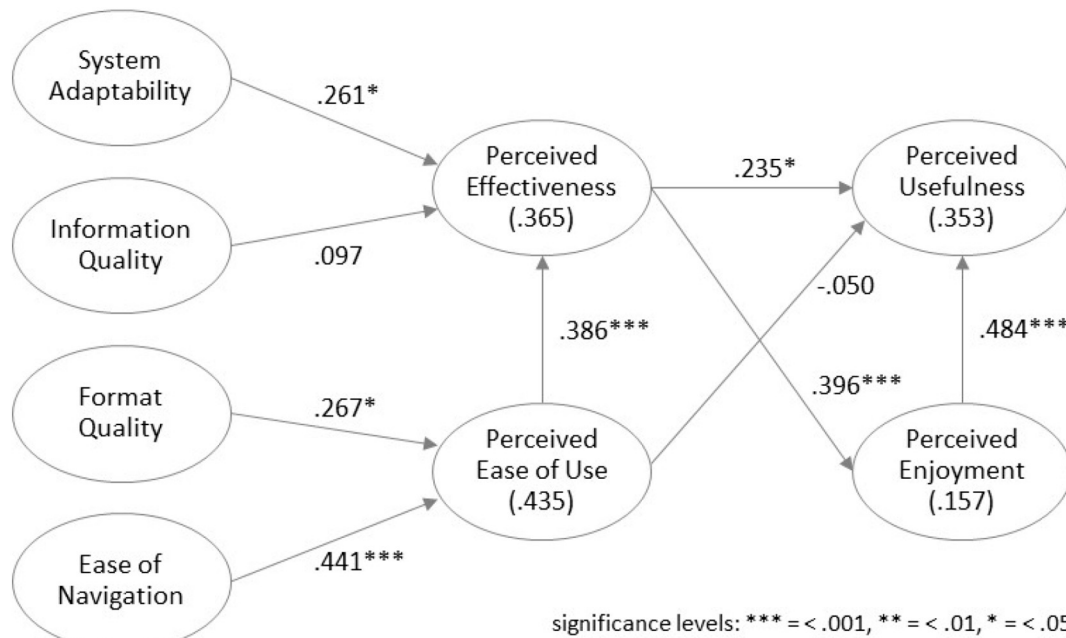 System
Adaptability
.261*
Perceived
Effectiveness
(.365)
.235*
Perceived
Usefulness
(.353)
Information
Quality
.097
-.050
.386***
.484***
Format
Quality
.267*
.396***
Perceived
Ease of Use
(.435)
Perceived
Enjoyment
(.157)
Ease of
Navigation
.441***
significance levels: *** = < .001, ** = < .01, * = < .05